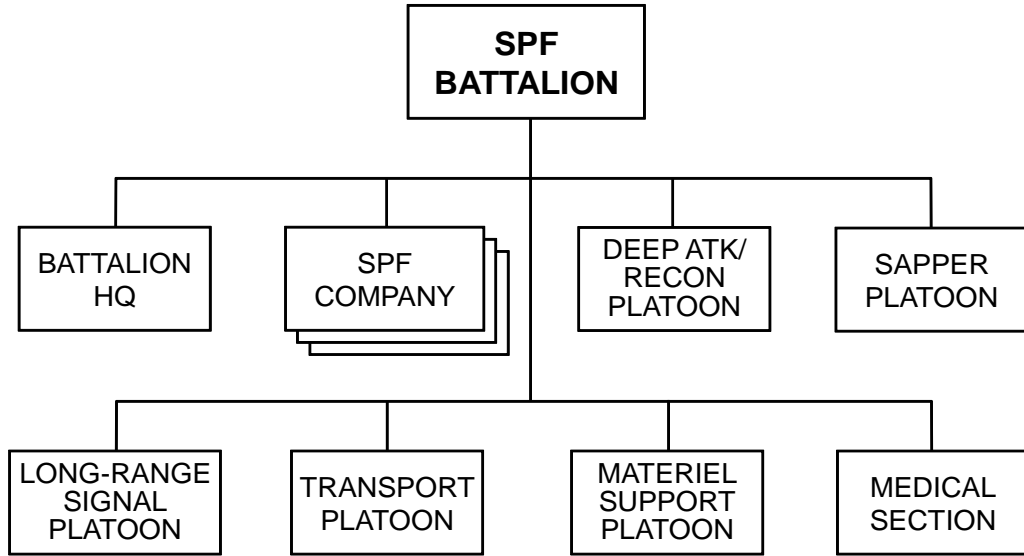 SPF
BATTALION
BATTALION
HQ
SPF
COMPANY
DEEP ATK/
RECON
PLATOON
SAPPER
PLATOON
LONG-RANGE
SIGNAL
PLATOON
TRANSPORT
PLATOON
MATERIEL
SUPPORT
PLATOON
MEDICAL
SECTION